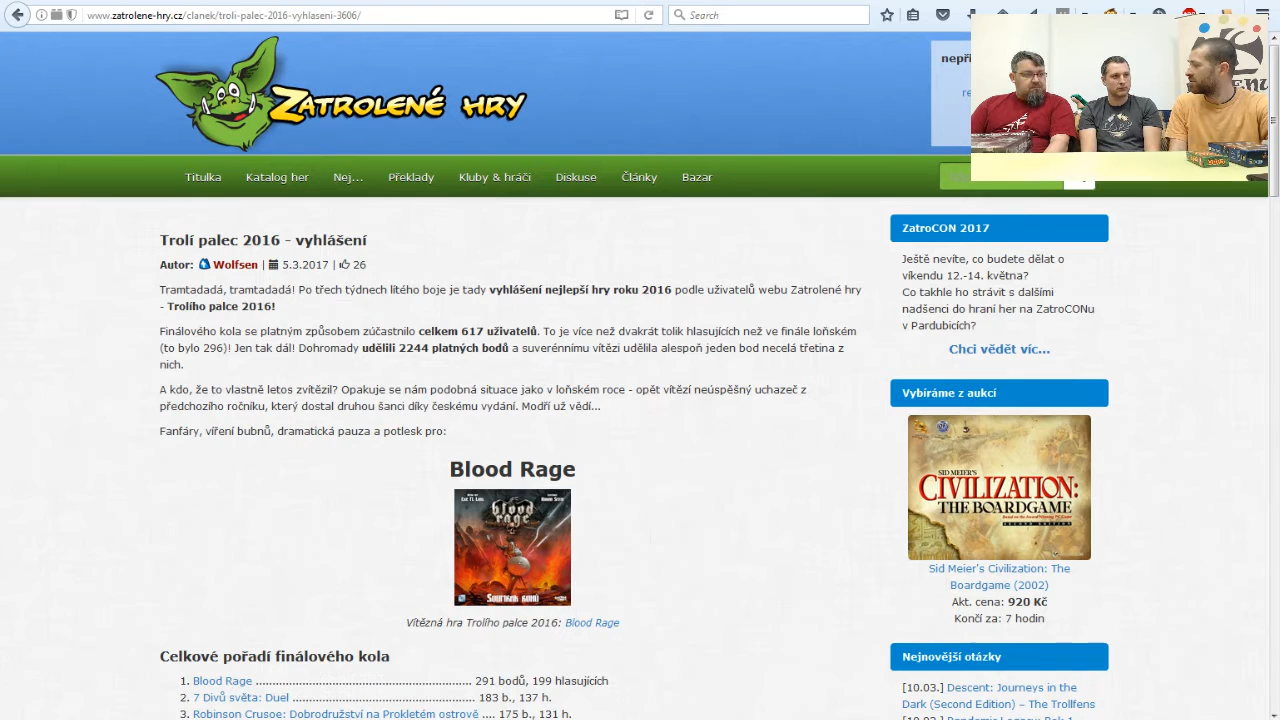 www.zatrolene-hry.cz/clanek/troli-palec-2016-vyhlaseni-3606/
Search
ZATROLENÉ HRY
Titulka
Katalog her
Nej...
Překlady
Kluby & hráči
Diskuse
Články
Bazar
Trolí palec 2016 - vyhlášení
Autor: Wolfsen | 5.3.2017 | 26
Tramtadadá, tramtadadá! Po třech týdnech lítého boje je tady vyhlášení nejlepší hry roku 2016 podle uživatelů webu Zatrolené hry
- Trolího palce 2016!
Finálového kola se platným způsobem zúčastnilo celkem 617 uživatelů. To je více než dvakrát tolik hlasujících než ve finále loňském
(to bylo 296)! Jen tak dál! Dohromady udělili 2244 platných bodů a suverénnímu vítězi udělila alespoň jeden bod necelá třetina z
nich.
A kdo, že to vlastně letos zvítězil? Opakuje se nám podobná situace jako v loňském roce - opět vítězí neúspěšný uchazeč z
předchozího ročníku, který dostal druhou šanci díky českému vydání. Modří už vědí...
Fanfáry, víření bubnů, dramatická pauza a potlesk pro:
Blood Rage
blood
rage
SOUMRAK BOHŮ
Vítězná hra Trolího palce 2016: Blood Rage
Celkové pořadí finálového kola
1. Blood Rage ........................................................ 291 bodů, 199 hlasujících
2. 7 Divů světa: Duel ................................................ 183 b., 137 h.
3. Robinson Crusoe: Dobrodružství na Prokletém ostrově .... 175 b., 131 h.
ZatroCON 2017
Ještě nevíte, co budete dělat o
víkendu 12.-14. května?
Co takhle ho strávit s dalšími
nadšenci do hraní her na ZatroCONu
v Pardubicích?
Chci vědět víc...
Vybíráme z aukcí
SID MEIER'S
CIVILIZATION:
THE BOARDGAME
Sid Meier's Civilization: The
Boardgame (2002)
Akt. cena: 920 Kč
Končí za: 7 hodin
Nejnovější otázky
[10.03.] Descent: Journeys in the
Dark (Second Edition) – The Trollfens